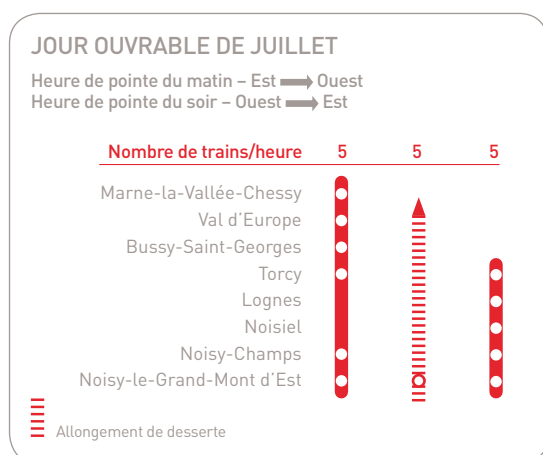 JOUR OUVRABLE DE JUILLET
Heure de pointe du matin – Est Ouest
Heure de pointe du soir – Ouest Est
Nombre de trains/heure 5 5 5
Marne-la-Vallée-Chessy
Val d'Europe
Bussy-Saint-Georges
Torcy
Lognes
Noisiel
Noisy-Champs
Noisy-le-Grand-Mont d'Est
Allongement de desserte